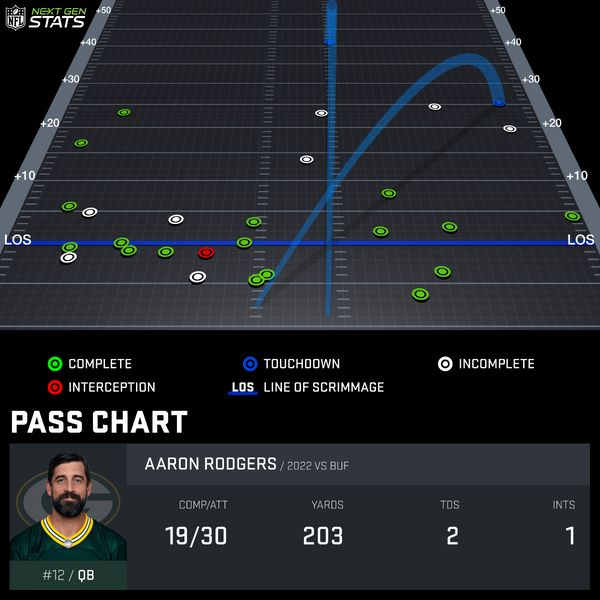 NFL NEXT GEN STATS
+50 +50
+40 +40
+30 +30
+20 +20
+10 +10
LOS LOS
COMPLETE TOUCHDOWN INCOMPLETE
INTERCEPTION LOS LINE OF SCRIMMAGE
PASS CHART
AARON RODGERS / 2022 VS BUF
COMP/ATT YARDS TDS INTS
19/30 203 2 1
#12 / QB